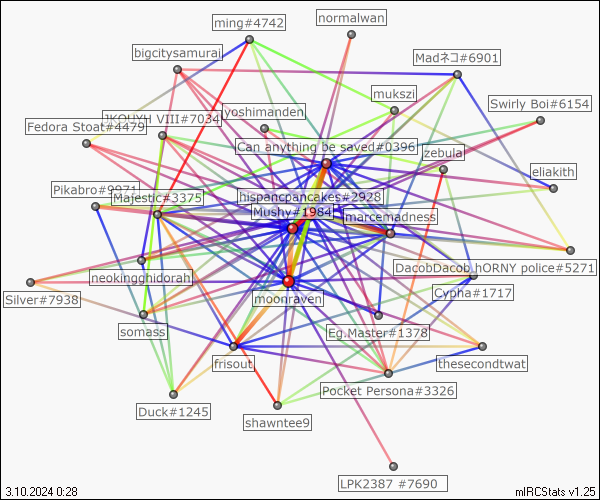 ming#4742
normalwan
bigcitysamurai
Madネコ#6901
mukszi
Swirly Boi#6154
yoshimanden
JKOUYH VIII#7034
Fedora Stoat#4479
Can anything be saved#0396
zebula
eliakith
Pikabro#9971
Majestic#3375
hispancpancakes#2928
Mushy#1984
marcemadness
DacobDacob
hORNY police#5271
neokingghidorah
Silver#7938
moonraven
Cypha#1717
somass
Eg.Master#1378
frisout
thesecondtwat
Pocket Persona#3326
Duck#1245
shawntee9
LPK2387 #7690
3.10.2024 0:28
mIRCStats v1.25